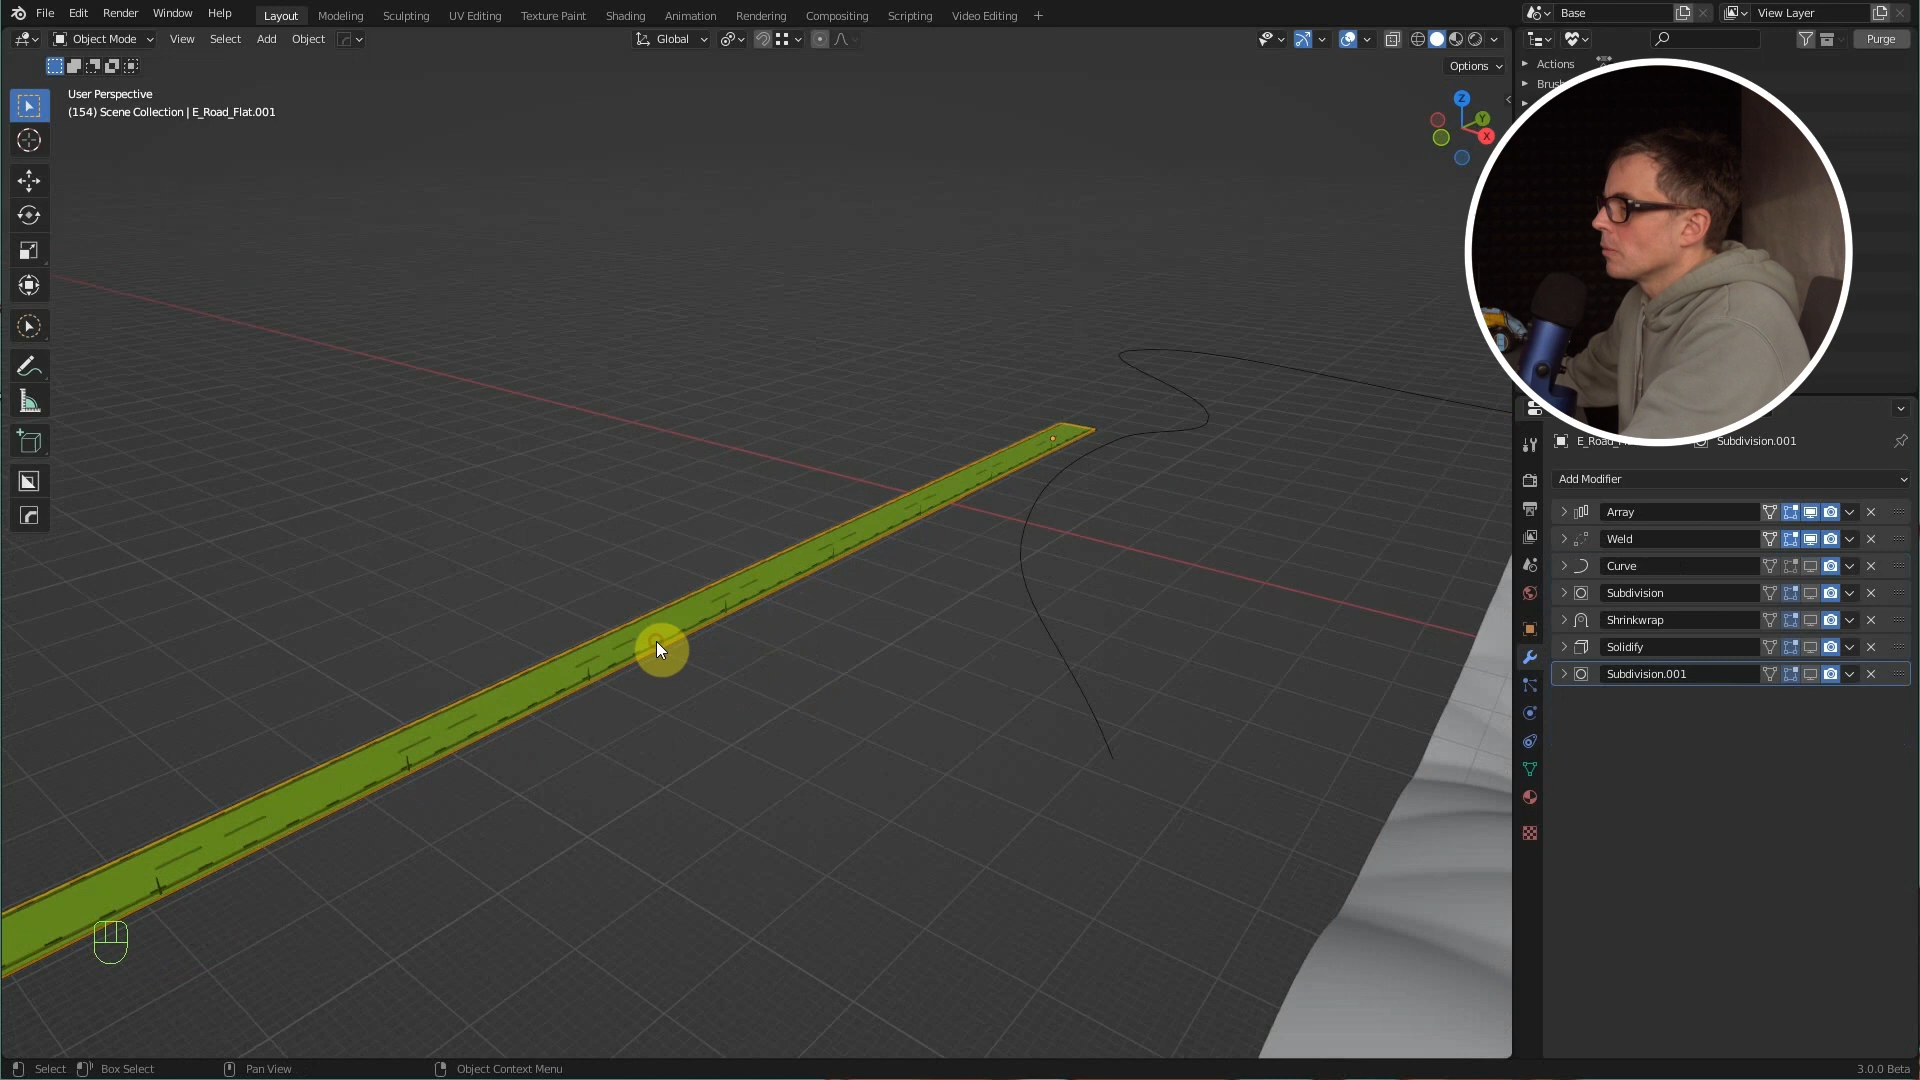 File Edit Render Window Help
Layout Modeling Sculpting UV Editing Texture Paint Shading Animation Rendering Compositing Scripting Video Editing +
Base
View Layer
Object Mode View Select Add Object
Global
Purge
Options
Actions
User Perspective
(154) Scene Collection | E_Road_Flat.001
Z
Y
X
Subdivision.001
Add Modifier
Array
Weld
Curve
Subdivision
Shrinkwrap
Solidify
Subdivision.001
Select Box Select Pan View Object Context Menu 3.0.0 Beta